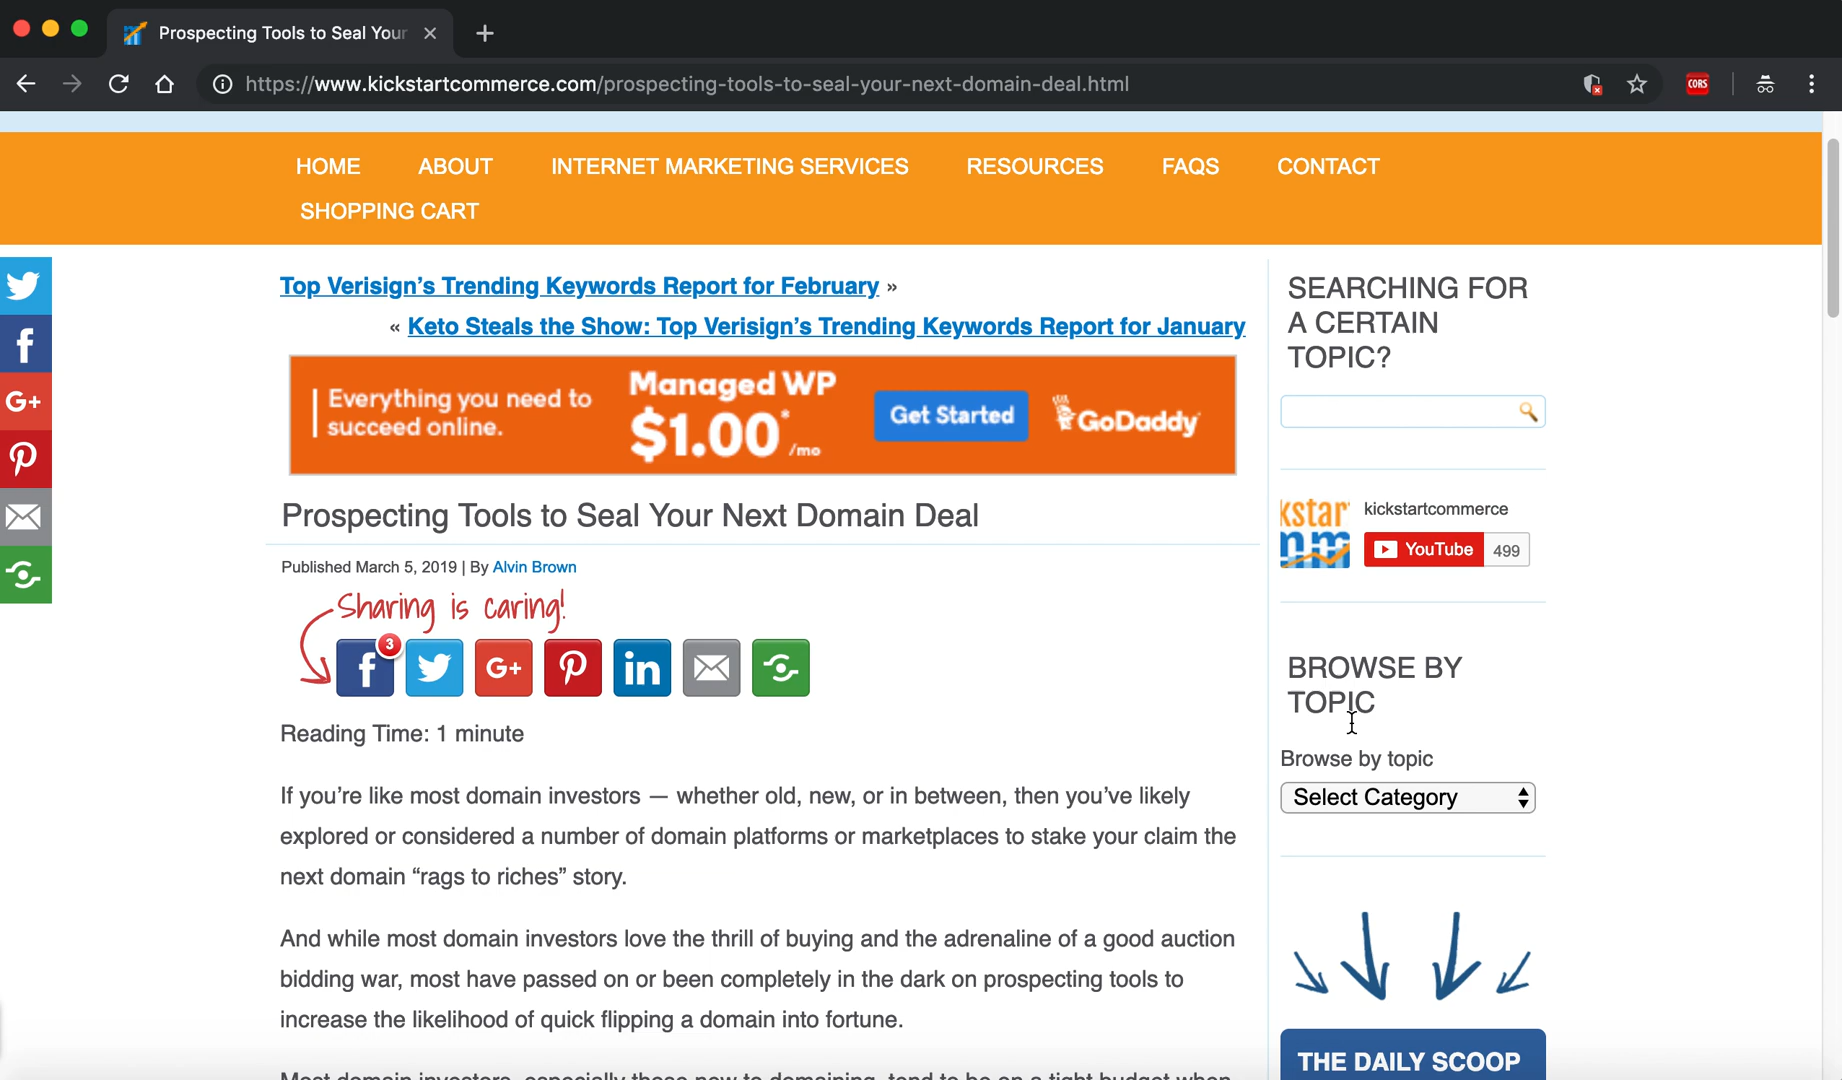 Prospecting Tools to Seal Your
https://www.kickstartcommerce.com/prospecting-tools-to-seal-your-next-domain-deal.html
CORS
HOME ABOUT INTERNET MARKETING SERVICES RESOURCES FAQS CONTACT
SHOPPING CART
Top Verisign’s Trending Keywords Report for February »
« Keto Steals the Show: Top Verisign’s Trending Keywords Report for January
Everything you need to
succeed online.
Managed WP
$1.00* /mo
Get Started
GoDaddy
Prospecting Tools to Seal Your Next Domain Deal
Published March 5, 2019 | By Alvin Brown
Sharing is caring!
3
Reading Time: 1 minute
If you’re like most domain investors — whether old, new, or in between, then you’ve likely
explored or considered a number of domain platforms or marketplaces to stake your claim the
next domain “rags to riches” story.
And while most domain investors love the thrill of buying and the adrenaline of a good auction
bidding war, most have passed on or been completely in the dark on prospecting tools to
increase the likelihood of quick flipping a domain into fortune.
SEARCHING FOR
A CERTAIN
TOPIC?
kickstartcommerce
YouTube 499
BROWSE BY
TOPIC
Browse by topic
Select Category
THE DAILY SCOOP